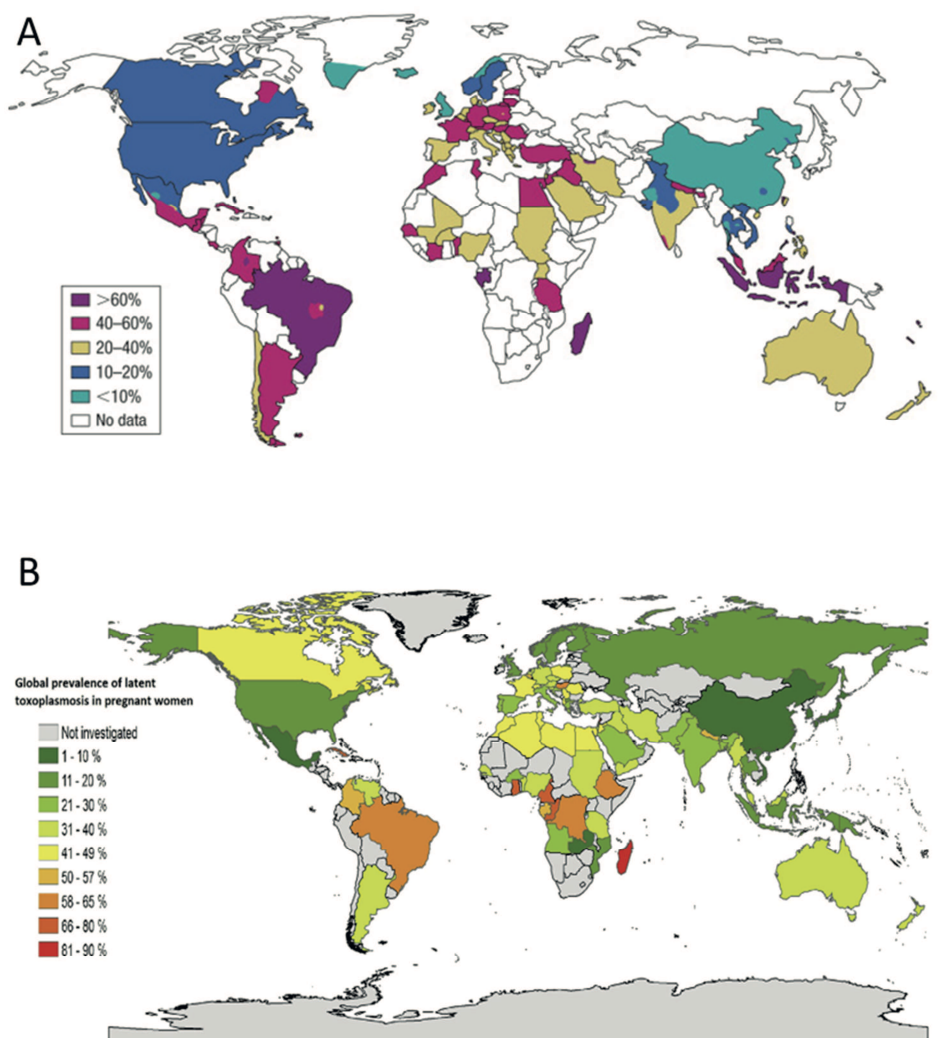 A
>60%
40–60%
20–40%
10–20%
<10%
No data
B
Global prevalence of latent
toxoplasmosis in pregnant women
Not investigated
1 - 10 %
11 - 20 %
21 - 30 %
31 - 40 %
41 - 49 %
50 - 57 %
58 - 65 %
66 - 80 %
81 - 90 %